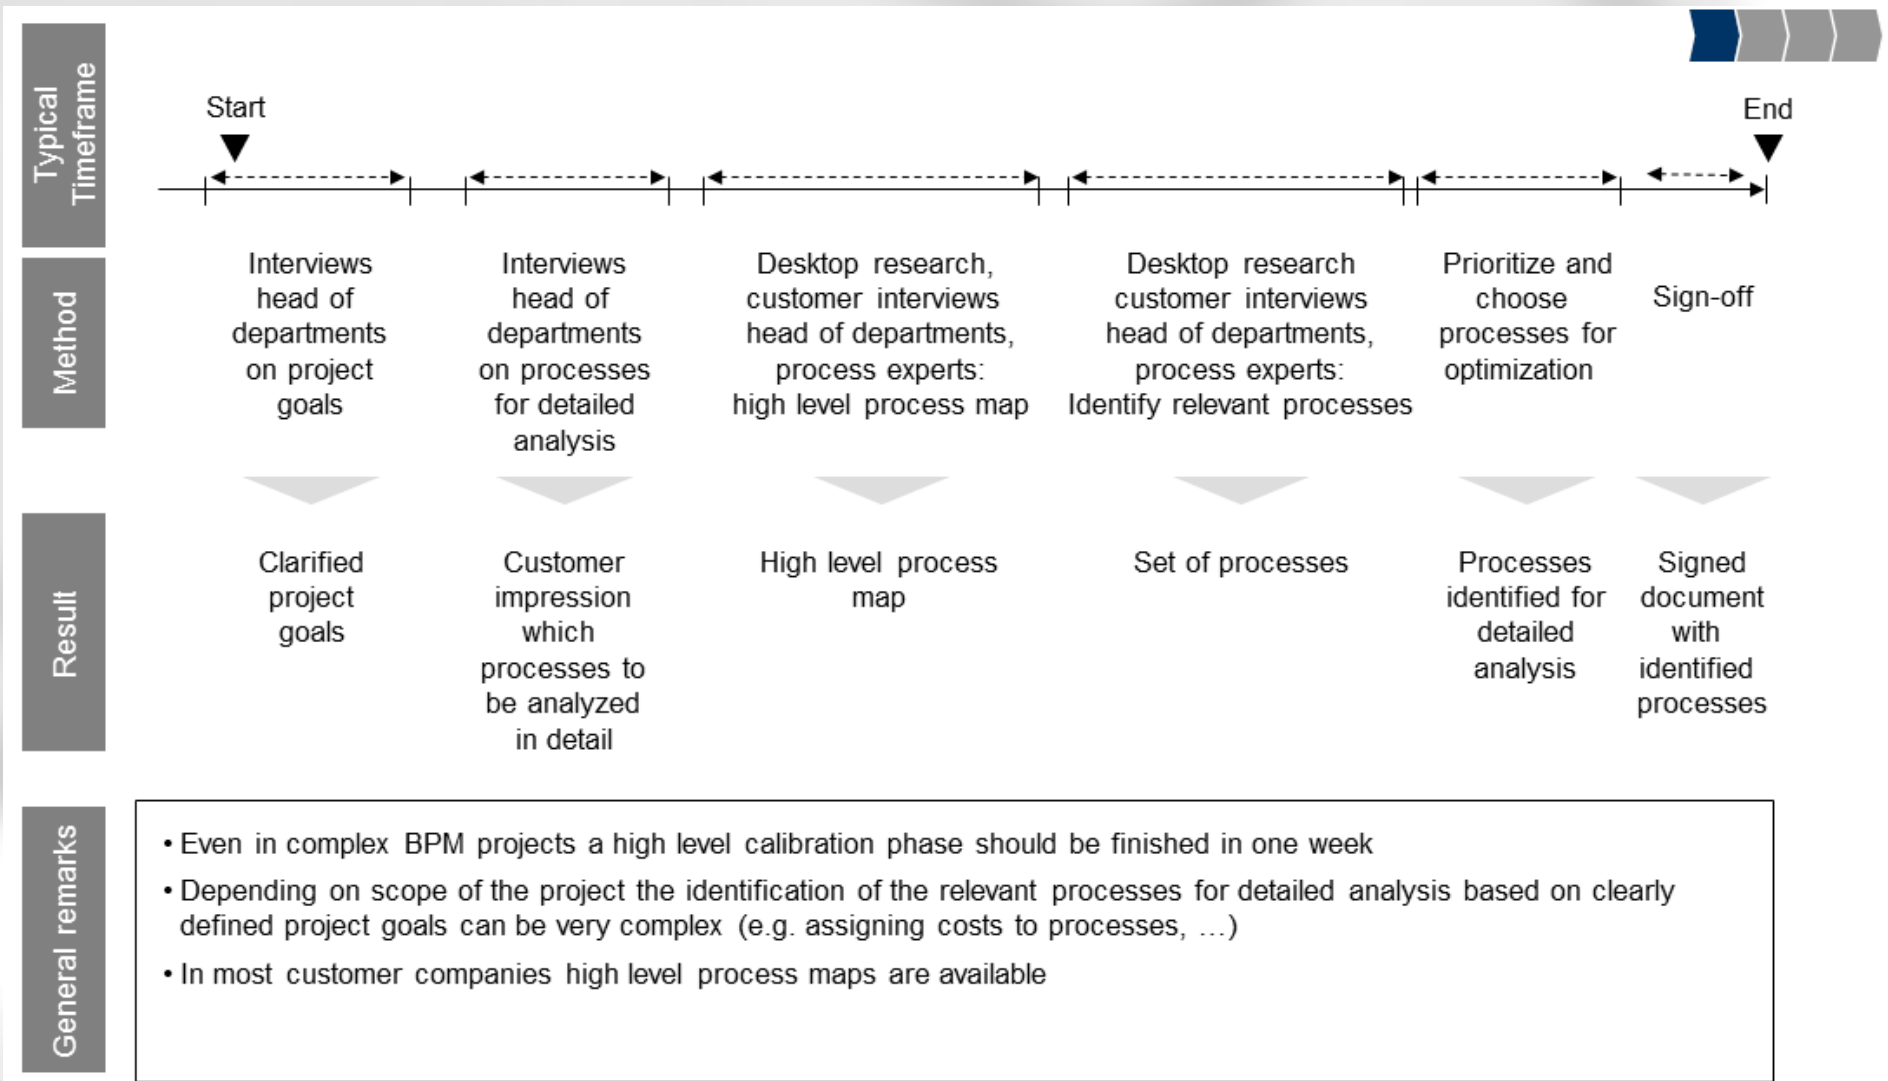 Typical
Timeframe
Start
End
Method
Interviews
head of
departments
on project
goals
Interviews
head of
departments
on processes
for detailed
analysis
Desktop research,
customer interviews
head of departments,
process experts:
high level process map
Desktop research
customer interviews
head of departments,
process experts:
Identify relevant processes
Prioritize and
choose
processes for
optimization
Sign-off
Result
Clarified
project
goals
Customer
impression
which
processes to
be analyzed
in detail
High level process
map
Set of processes
Processes
identified for
detailed
analysis
Signed
document
with
identified
processes
General remarks
• Even in complex BPM projects a high level calibration phase should be finished in one week
• Depending on scope of the project the identification of the relevant processes for detailed analysis based on clearly
defined project goals can be very complex (e.g. assigning costs to processes, …)
• In most customer companies high level process maps are available